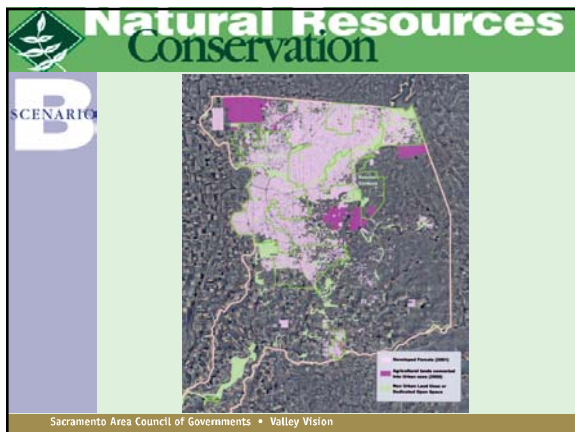 Natural Resources
Conservation
SCENARIO
B
Developed Parcels (2001)
Agricultural lands converted
into Urban uses (2050)
Non Urban Land Uses or
Dedicated Open Space
Sacramento Area Council of Governments • Valley Vision